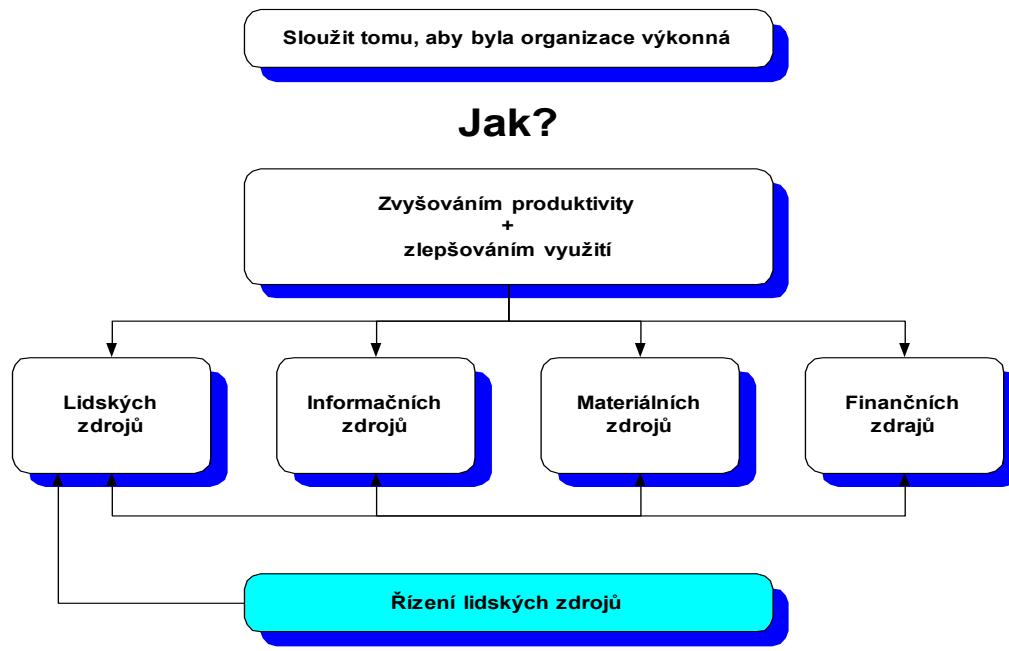 Sloužit tomu, aby byla organizace výkonná
Jak?
Zvyšováním produktivity
+
zlepšováním využití
Lidských
zdrojů
Informačních
zdrojů
Materiálních
zdrojů
Finančních
zdrajů
Řízení lidských zdrojů